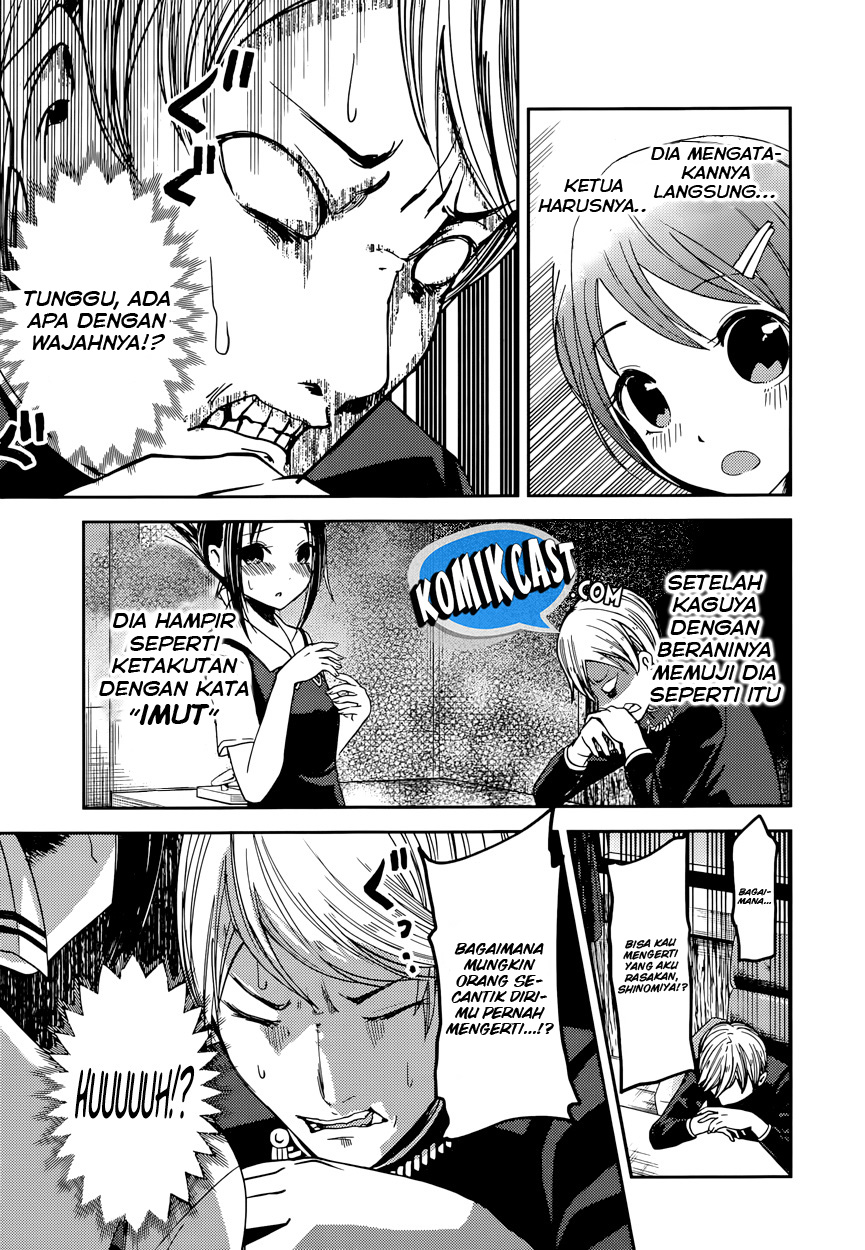 DIA MENGATA-
KANNYA
LANGSUNG...
KETUA
HARUSNYA..
TUNGGU, ADA
APA DENGAN
WAJAHNYA!?
SETELAH
KAGUYA
DENGAN
BERANINYA
MEMUJI DIA
SEPERTI ITU
KOMIKCAST
.COM
DIA HAMPIR
SEPERTI
KETAKUTAN
DENGAN KATA
"IMUT"
BAGAI-
MANA...
BISA KAU
MENGERTI
YANG AKU
RASAKAN,
SHINOMIYA!?
BAGAIMANA
MUNGKIN
ORANG SE-
CANTIK DIRI-
MU PERNAH
MENGERTI...!?
HUUUUUH!?